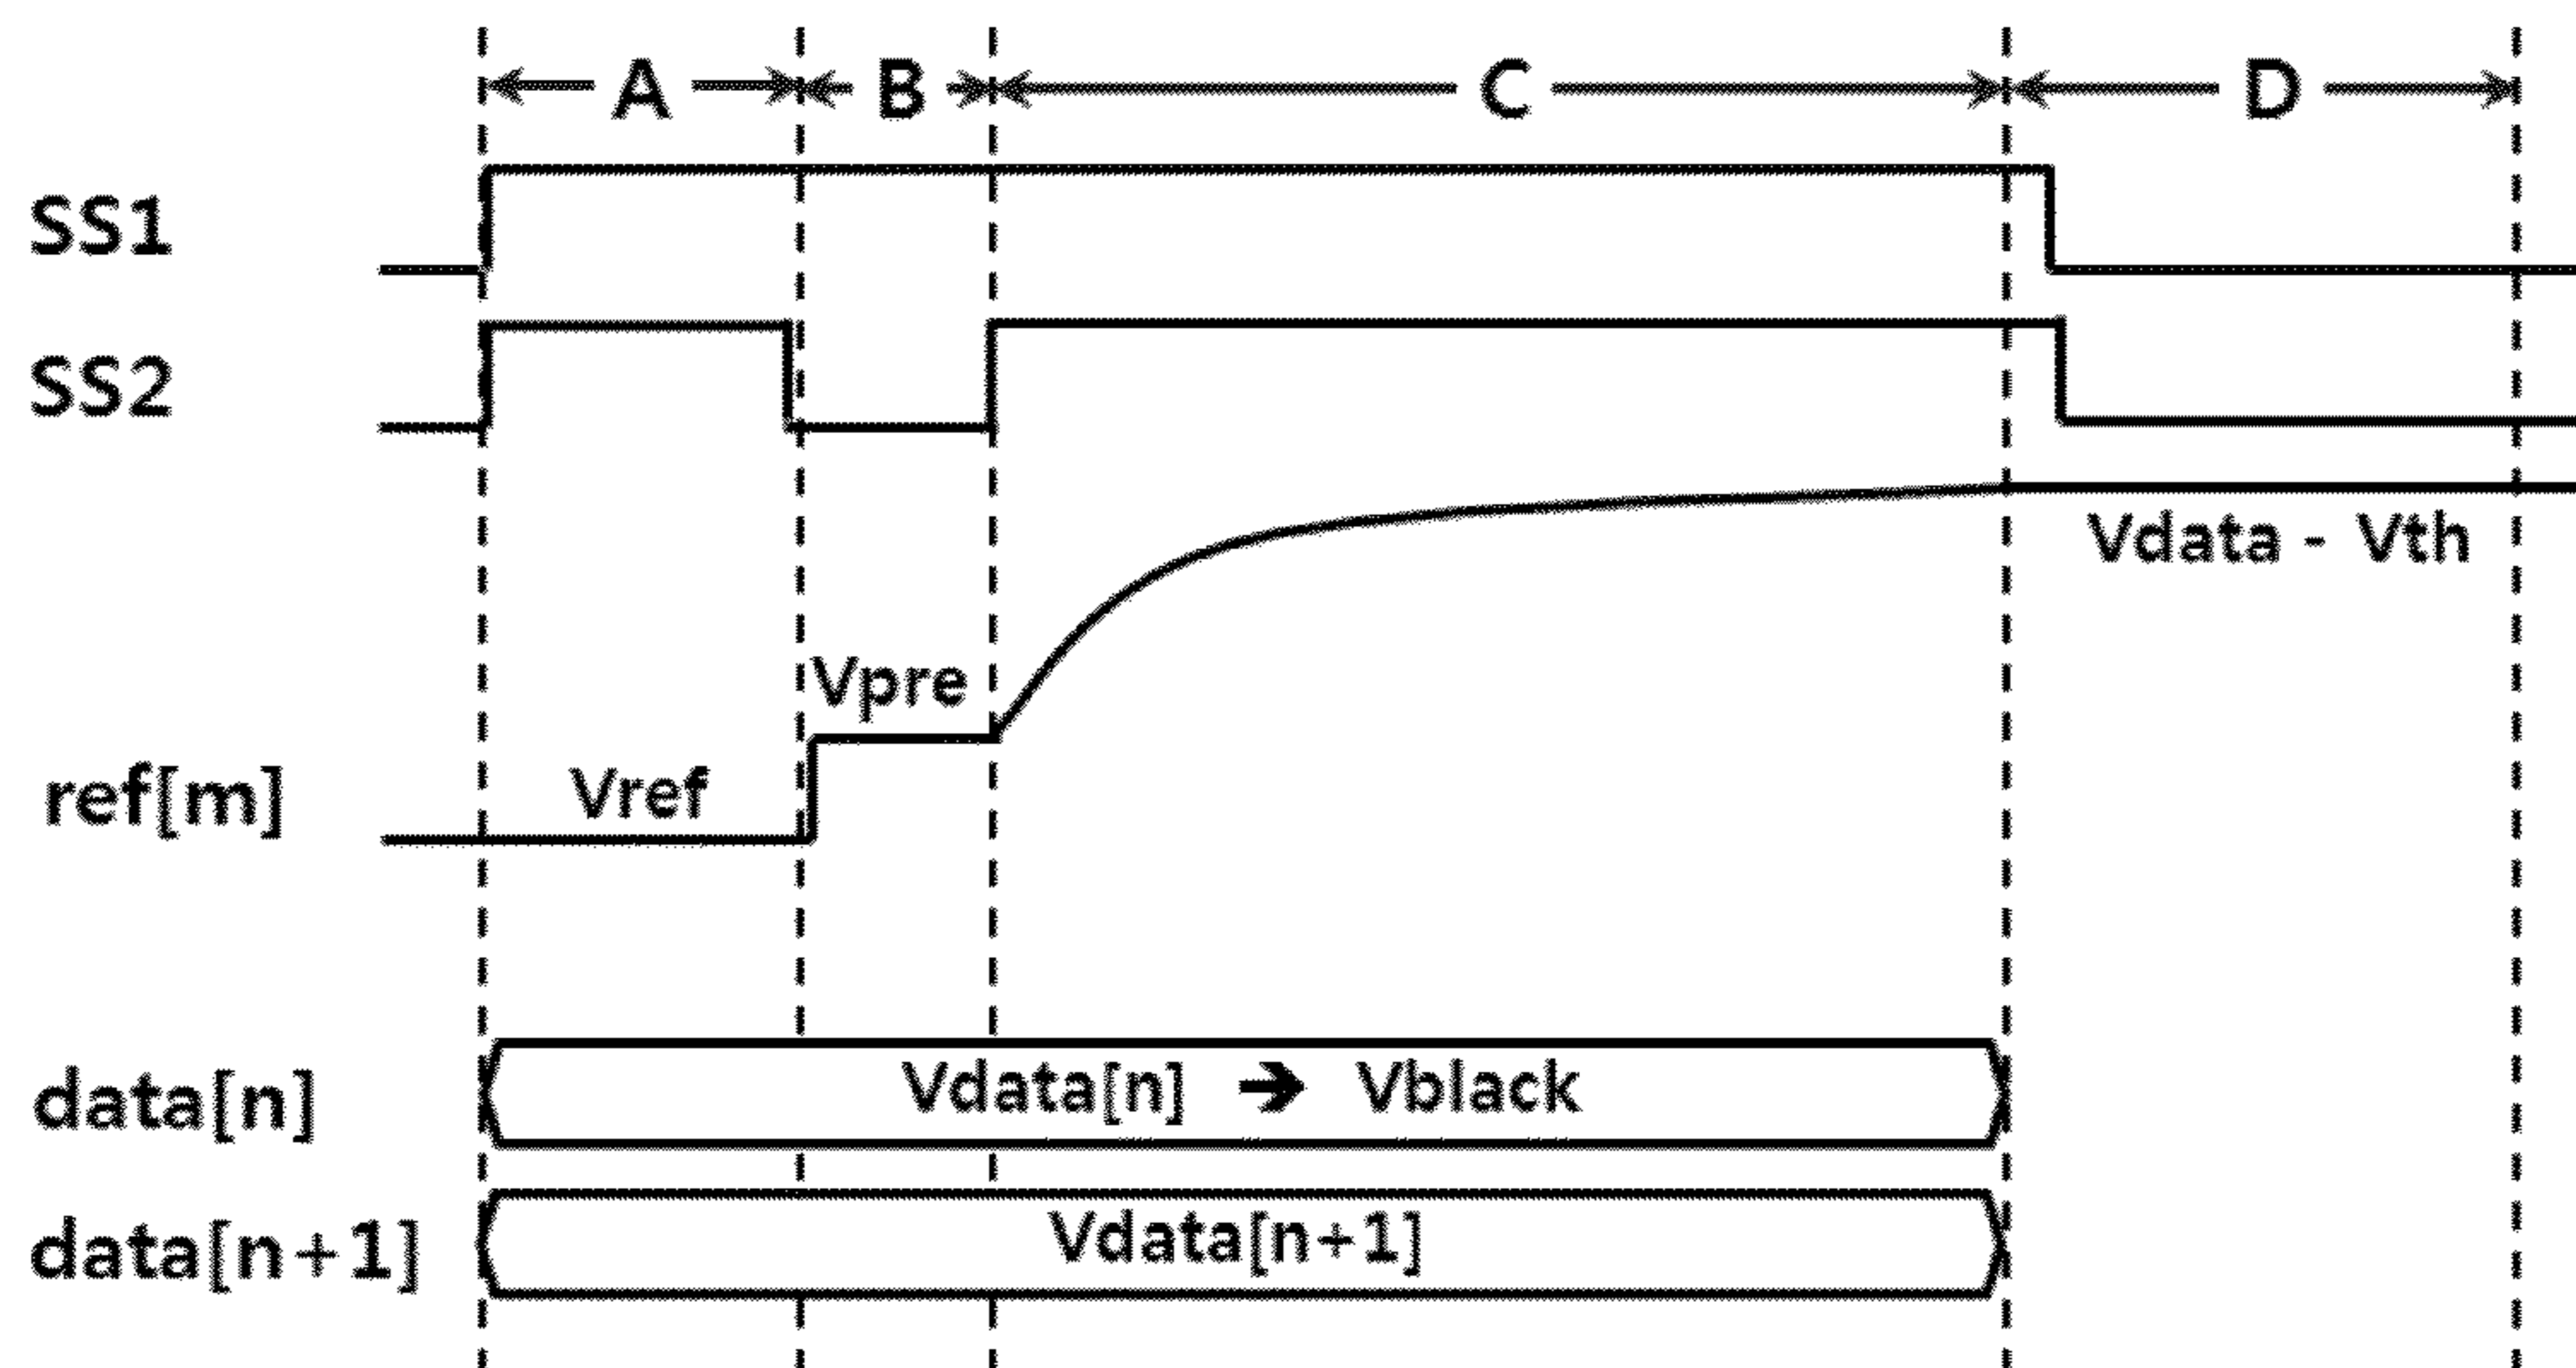 A B C D
SS1
SS2
Vdata - Vth
Vpre
ref[m] Vref
data[n] Vdata[n] ➔ Vblack
data[n+1] Vdata[n+1]